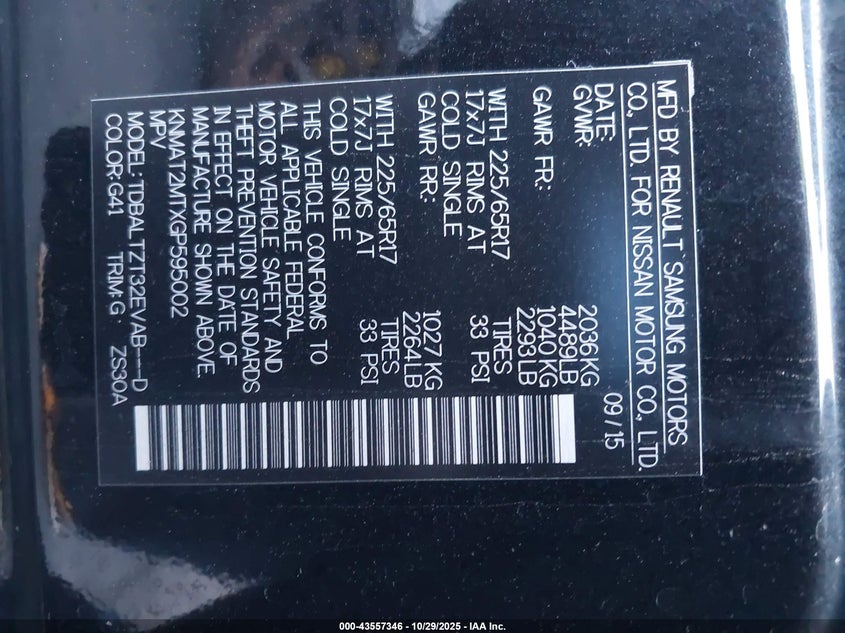 MFD BY RENAULT SAMSUNG MOTORS
CO, LTD. FOR NISSAN MOTOR CO., LTD.
DATE: 09/15
GVWR: 2036KG
4489LB
GAWR FR: 1040 KG
2293LB
WITH 225/65R17 TIRES
17x7J RIMS AT 33 PSI
COLD SINGLE
GAWR RR: 1027 KG
2264LB
WITH 225/65R17 TIRES
17x7J RIMS AT 33 PSI
COLD SINGLE
THIS VEHICLE CONFORMS TO
ALL APPLICABLE FEDERAL
MOTOR VEHICLE SAFETY AND
THEFT PREVENTION STANDARDS
IN EFFECT ON THE DATE OF
MANUFACTURE SHOWN ABOVE.
KNMAT2MTXGP595002
MPV
MODEL:TDBALTZT32EVAB---D
COLOR:G41 TRIM:G ZS30A
000-43557346 - 10/29/2025 - IAA Inc.